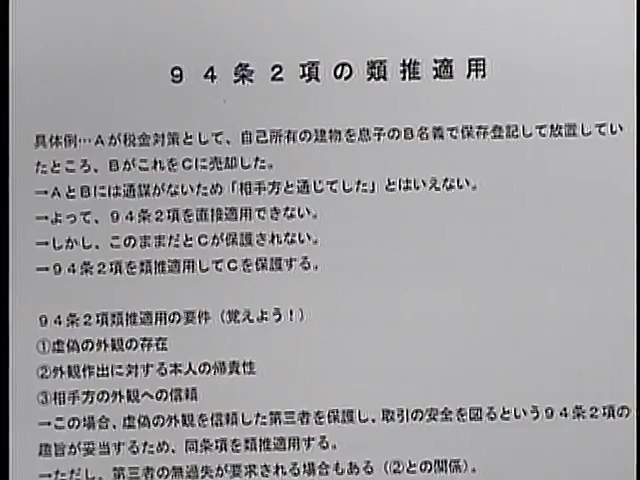 94条2項の類推適用
具体例…Aが税金対策として、自己所有の建物を息子のB名義で保存登記して放置してい
たところ、BがこれをCに売却した。
→AとBには通謀がないため「相手方と通じてした」とはいえない。
→よって、94条2項を直接適用できない。
→しかし、このままだとCが保護されない。
→94条2項を類推適用してCを保護する。
94条2項類推適用の要件(覚えよう!)
①虚偽の外観の存在
②外観作出に対する本人の帰責性
③相手方の外観への信頼
→この場合、虚偽の外観を信頼した第三者を保護し、取引の安全を図るという94条2項の
趣旨が妥当するため、同条項を類推適用する。
→ただし、第三者の無過失が要求される場合もある(②との関係)。